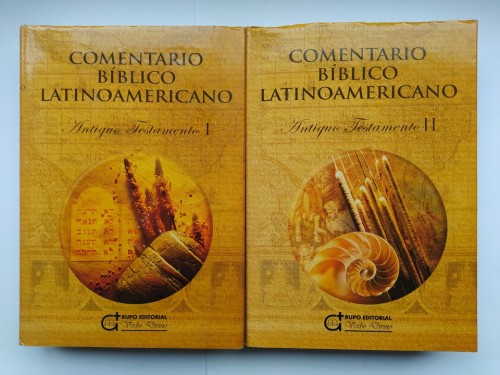 COMENTARIO
BÍBLICO
LATINOAMERICANO
Antiguo Testamento I
GRUPO EDITORIAL
Verbo Divino
COMENTARIO
BÍBLICO
LATINOAMERICANO
Antiguo Testamento II
GRUPO EDITORIAL
Verbo Divino